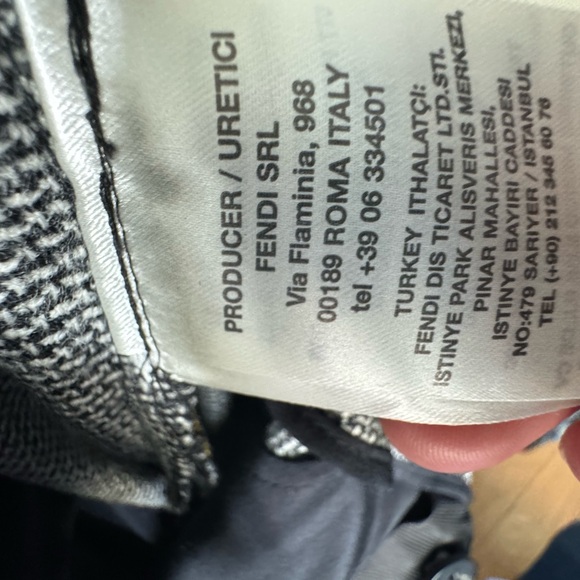 PRODUCER / URETICI
FENDI SRL
Via Flaminia, 968
00189 ROMA ITALY
tel +39 06 334501
TURKEY ITHALATÇI:
FENDI DIS TICARET LTD.STI.
ISTINYE PARK ALISVERIS MERKEZI,
PINAR MAHALLESI,
ISTINYE BAYIRI CADDESI
NO:479 SARIYER / ISTANBUL
TEL (+90) 212 345 60 76